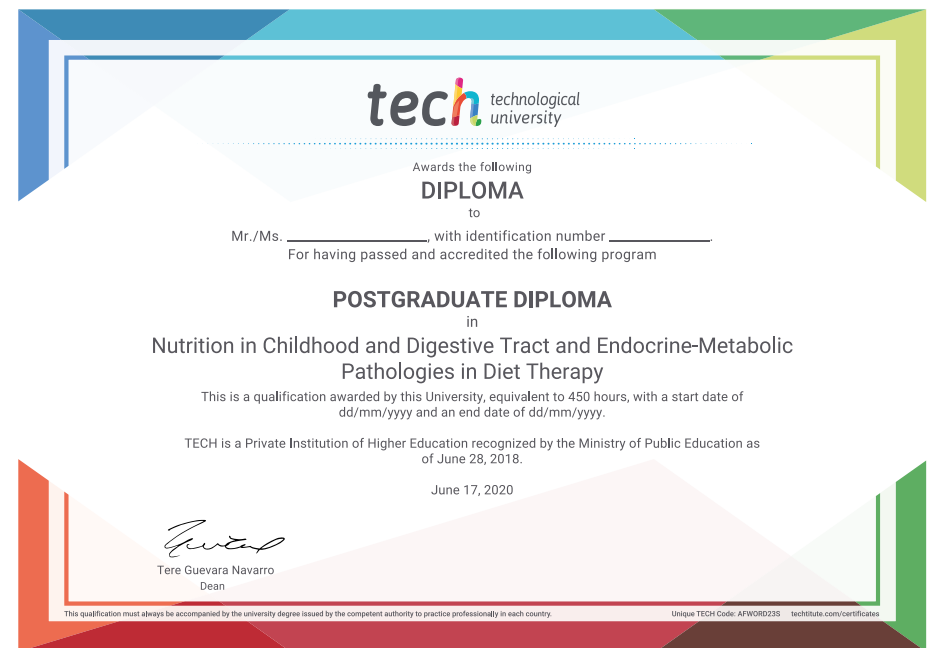 tech technological
university
Awards the following
DIPLOMA
to
Mr./Ms. ____________________, with identification number ______________.
For having passed and accredited the following program
POSTGRADUATE DIPLOMA
in
Nutrition in Childhood and Digestive Tract and Endocrine-Metabolic
Pathologies in Diet Therapy
This is a qualification awarded by this University, equivalent to 450 hours, with a start date of
dd/mm/yyyy and an end date of dd/mm/yyyy.
TECH is a Private Institution of Higher Education recognized by the Ministry of Public Education as
of June 28, 2018.
June 17, 2020
Tere Guevara Navarro
Dean
This qualification must always be accompanied by the university degree issued by the competent authority to practice professionally in each country. Unique TECH Code: AFWORD23S techtitute.com/certificates